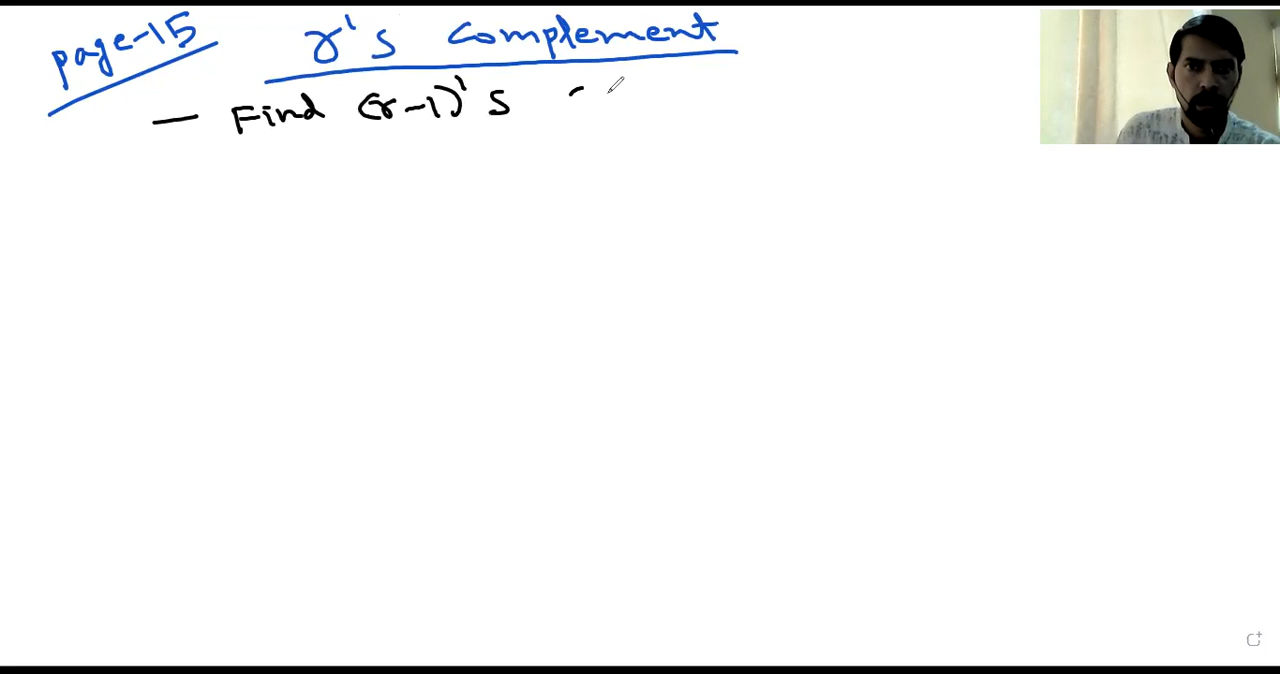 page-15
r's complement
— Find (r-1)'s